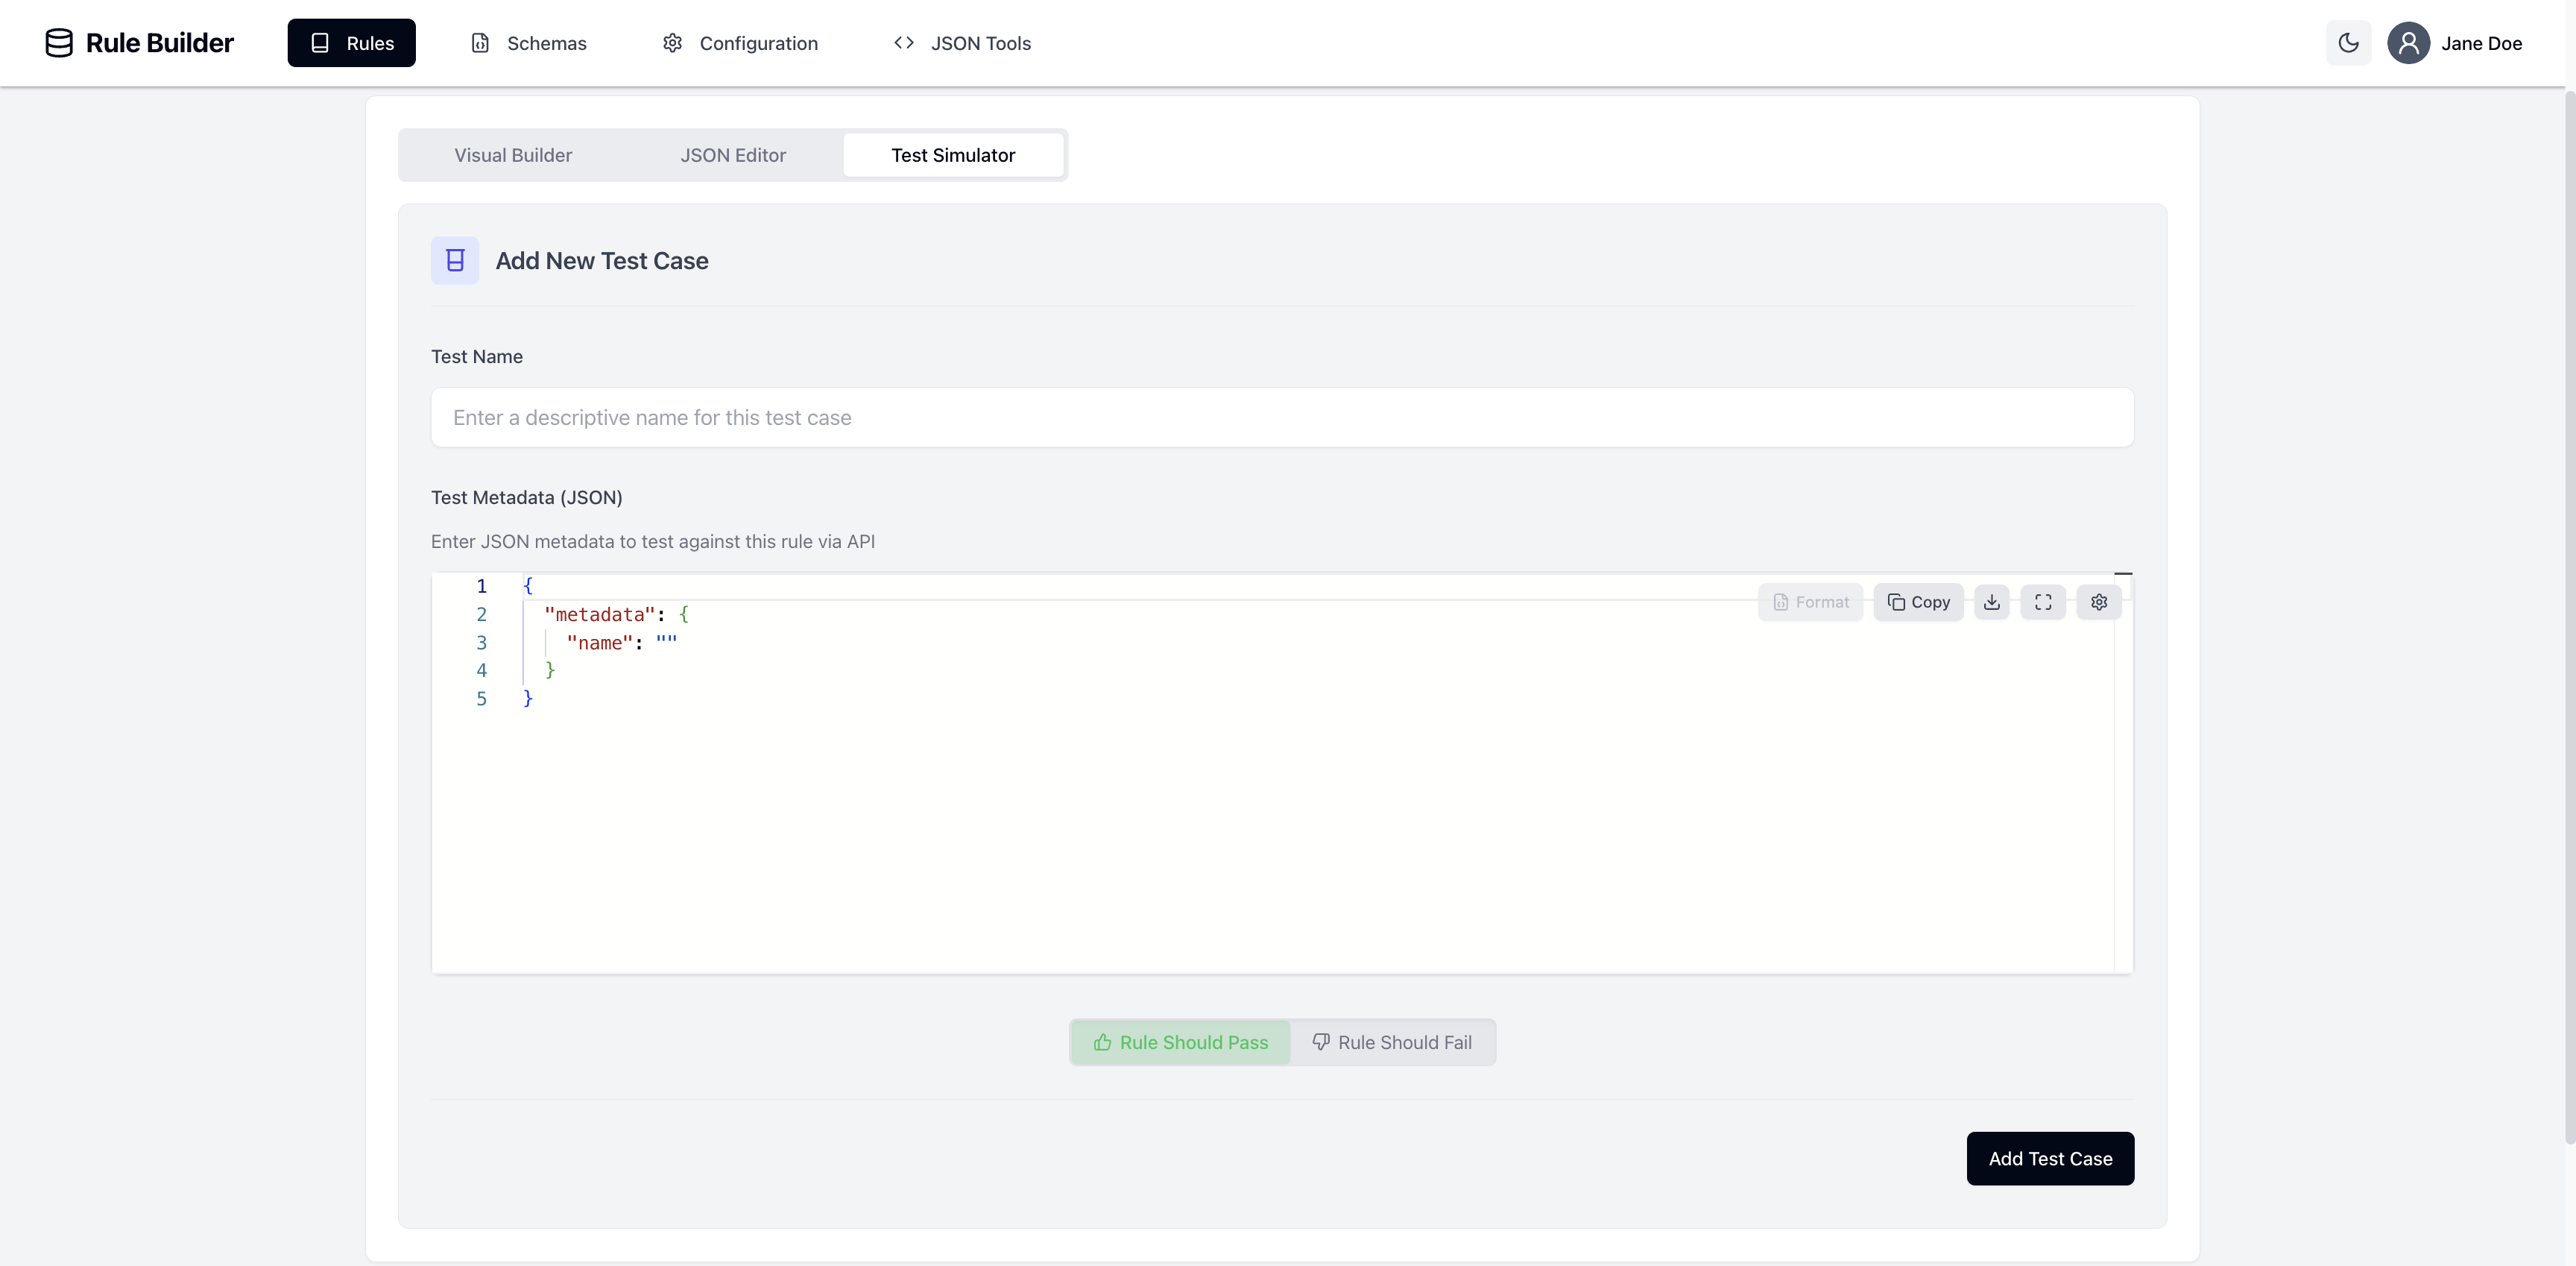 Rule Builder
Rules
Schemas
Configuration
JSON Tools
Jane Doe
Visual Builder
JSON Editor
Test Simulator
Add New Test Case
Test Name
Enter a descriptive name for this test case
Test Metadata (JSON)
Enter JSON metadata to test against this rule via API
Format
Copy
1 {
2 "metadata": {
3 "name": ""
4 }
5 }
Rule Should Pass
Rule Should Fail
Add Test Case